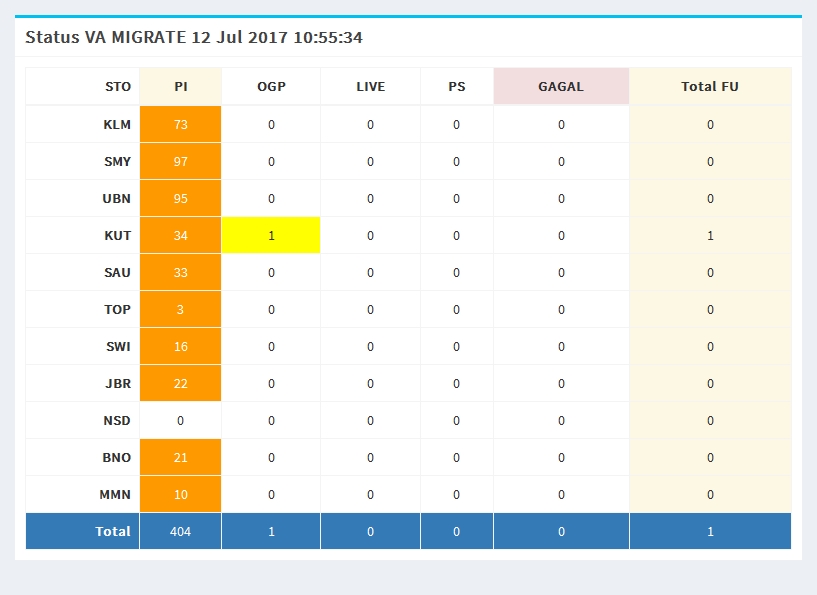 Status VA MIGRATE 12 Jul 2017 10:55:34
STO PI OGP LIVE PS GAGAL Total FU
KLM 73 0 0 0 0 0
SMY 97 0 0 0 0 0
UBN 95 0 0 0 0 0
KUT 34 1 0 0 0 1
SAU 33 0 0 0 0 0
TOP 3 0 0 0 0 0
SWI 16 0 0 0 0 0
JBR 22 0 0 0 0 0
NSD 0 0 0 0 0 0
BNO 21 0 0 0 0 0
MMN 10 0 0 0 0 0
Total 404 1 0 0 0 1